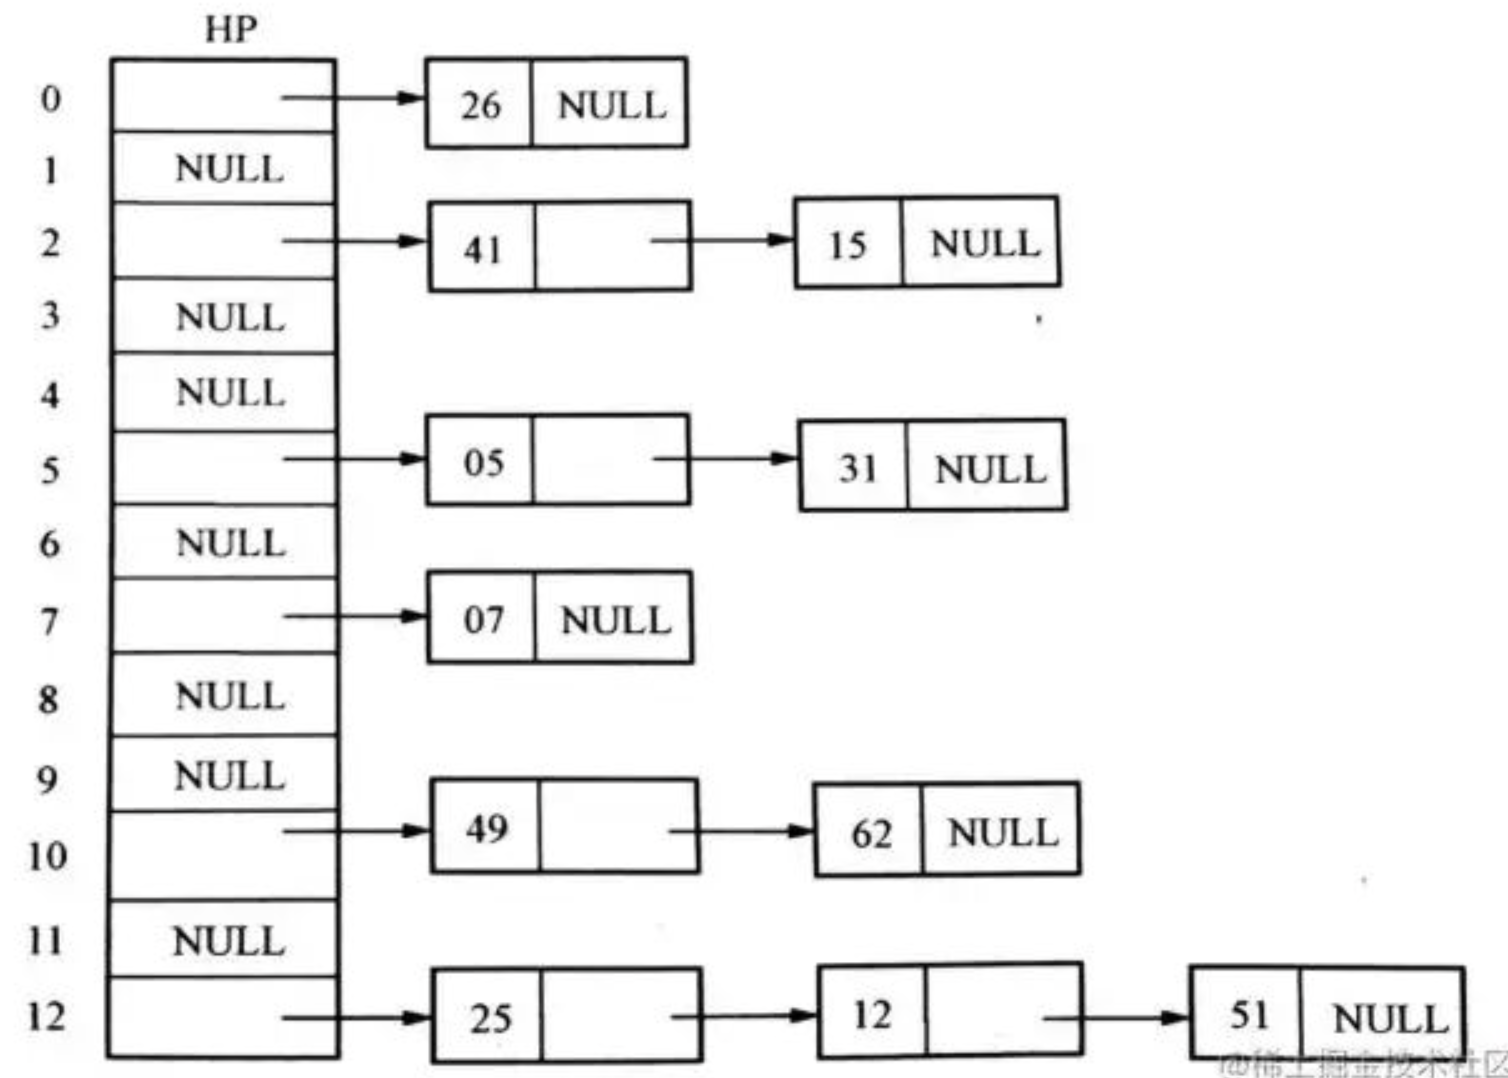 HP
0 26 NULL
1 NULL
2 41 15 NULL
3 NULL
4 NULL
5 05 31 NULL
6 NULL
7 07 NULL
8 NULL
9 NULL
10 49 62 NULL
11 NULL
12 25 12 51 NULL
@稀土掘金技术社区